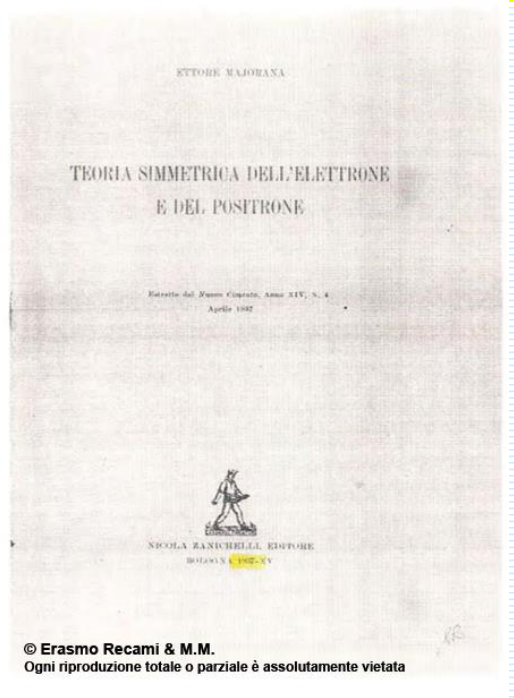 ETTORE MAJORANA
TEORIA SIMMETRICA DELL'ELETTRONE
E DEL POSITRONE
Estratto dal Nuovo Cimento, Anno XIV, N. 4
Aprile 1937
NICOLA ZANICHELLI, EDITORE
BOLOGNA 1937-XV
© Erasmo Recami & M.M.
Ogni riproduzione totale o parziale è assolutamente vietata